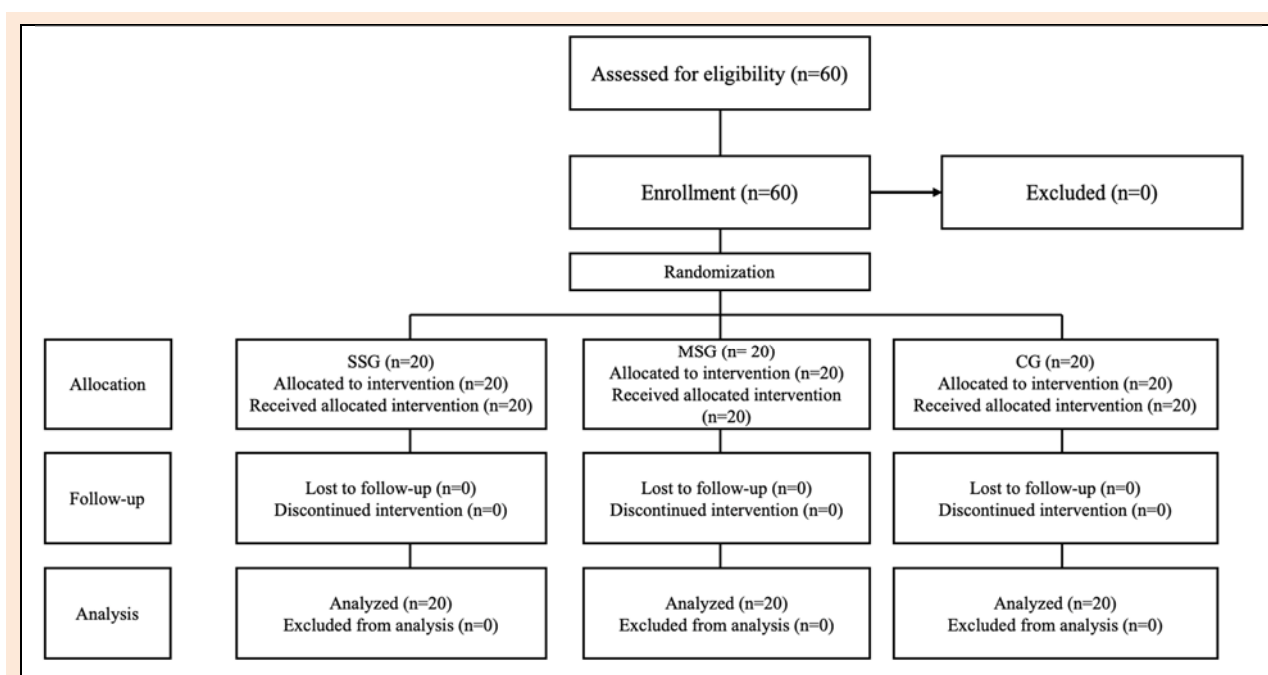 Assessed for eligibility (n=60)
Enrollment (n=60)
Excluded (n=0)
Randomization
Allocation
SSG (n=20)
Allocated to intervention (n=20)
Received allocated intervention (n=20)
MSG (n= 20)
Allocated to intervention (n=20)
Received allocated intervention
(n=20)
CG (n=20)
Allocated to intervention (n=20)
Received allocated intervention (n=20)
Follow-up
Lost to follow-up (n=0)
Discontinued intervention (n=0)
Lost to follow-up (n=0)
Discontinued intervention (n=0)
Lost to follow-up (n=0)
Discontinued intervention (n=0)
Analysis
Analyzed (n=20)
Excluded from analysis (n=0)
Analyzed (n=20)
Excluded from analysis (n=0)
Analyzed (n=20)
Excluded from analysis (n=0)